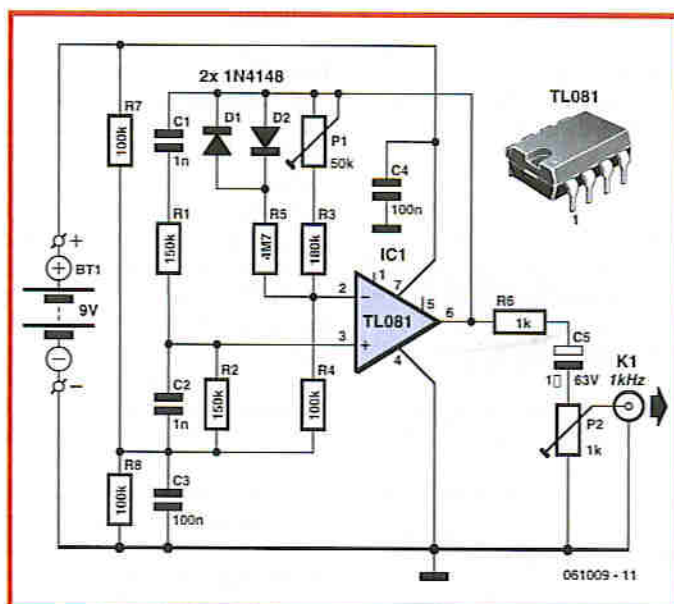 2x 1N4148
TL081
R7
100k
C1
1n
D1
D2
P1
50k
C4
100n
1
R1
150k
R5
4M7
R3
180k
IC1
+
BT1
9V
−
−
2
3
+
1
7
5
6
4
TL081
R6
1k
C5
1▯ 63V
K1
1kHz
C2
1n
R2
150k
R4
100k
P2
1k
R8
100k
C3
100n
061009 - 11